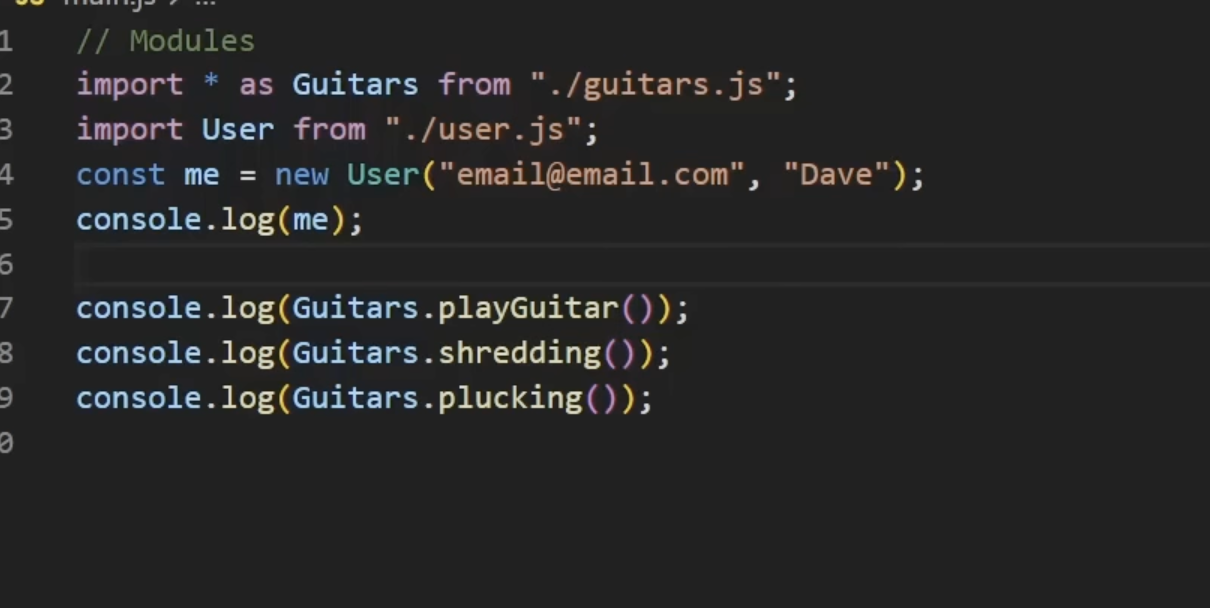 JS main.js > ...
1 // Modules
2 import * as Guitars from "./guitars.js";
3 import User from "./user.js";
4 const me = new User("email@email.com", "Dave");
5 console.log(me);
6
7 console.log(Guitars.playGuitar());
8 console.log(Guitars.shredding());
9 console.log(Guitars.plucking());
0